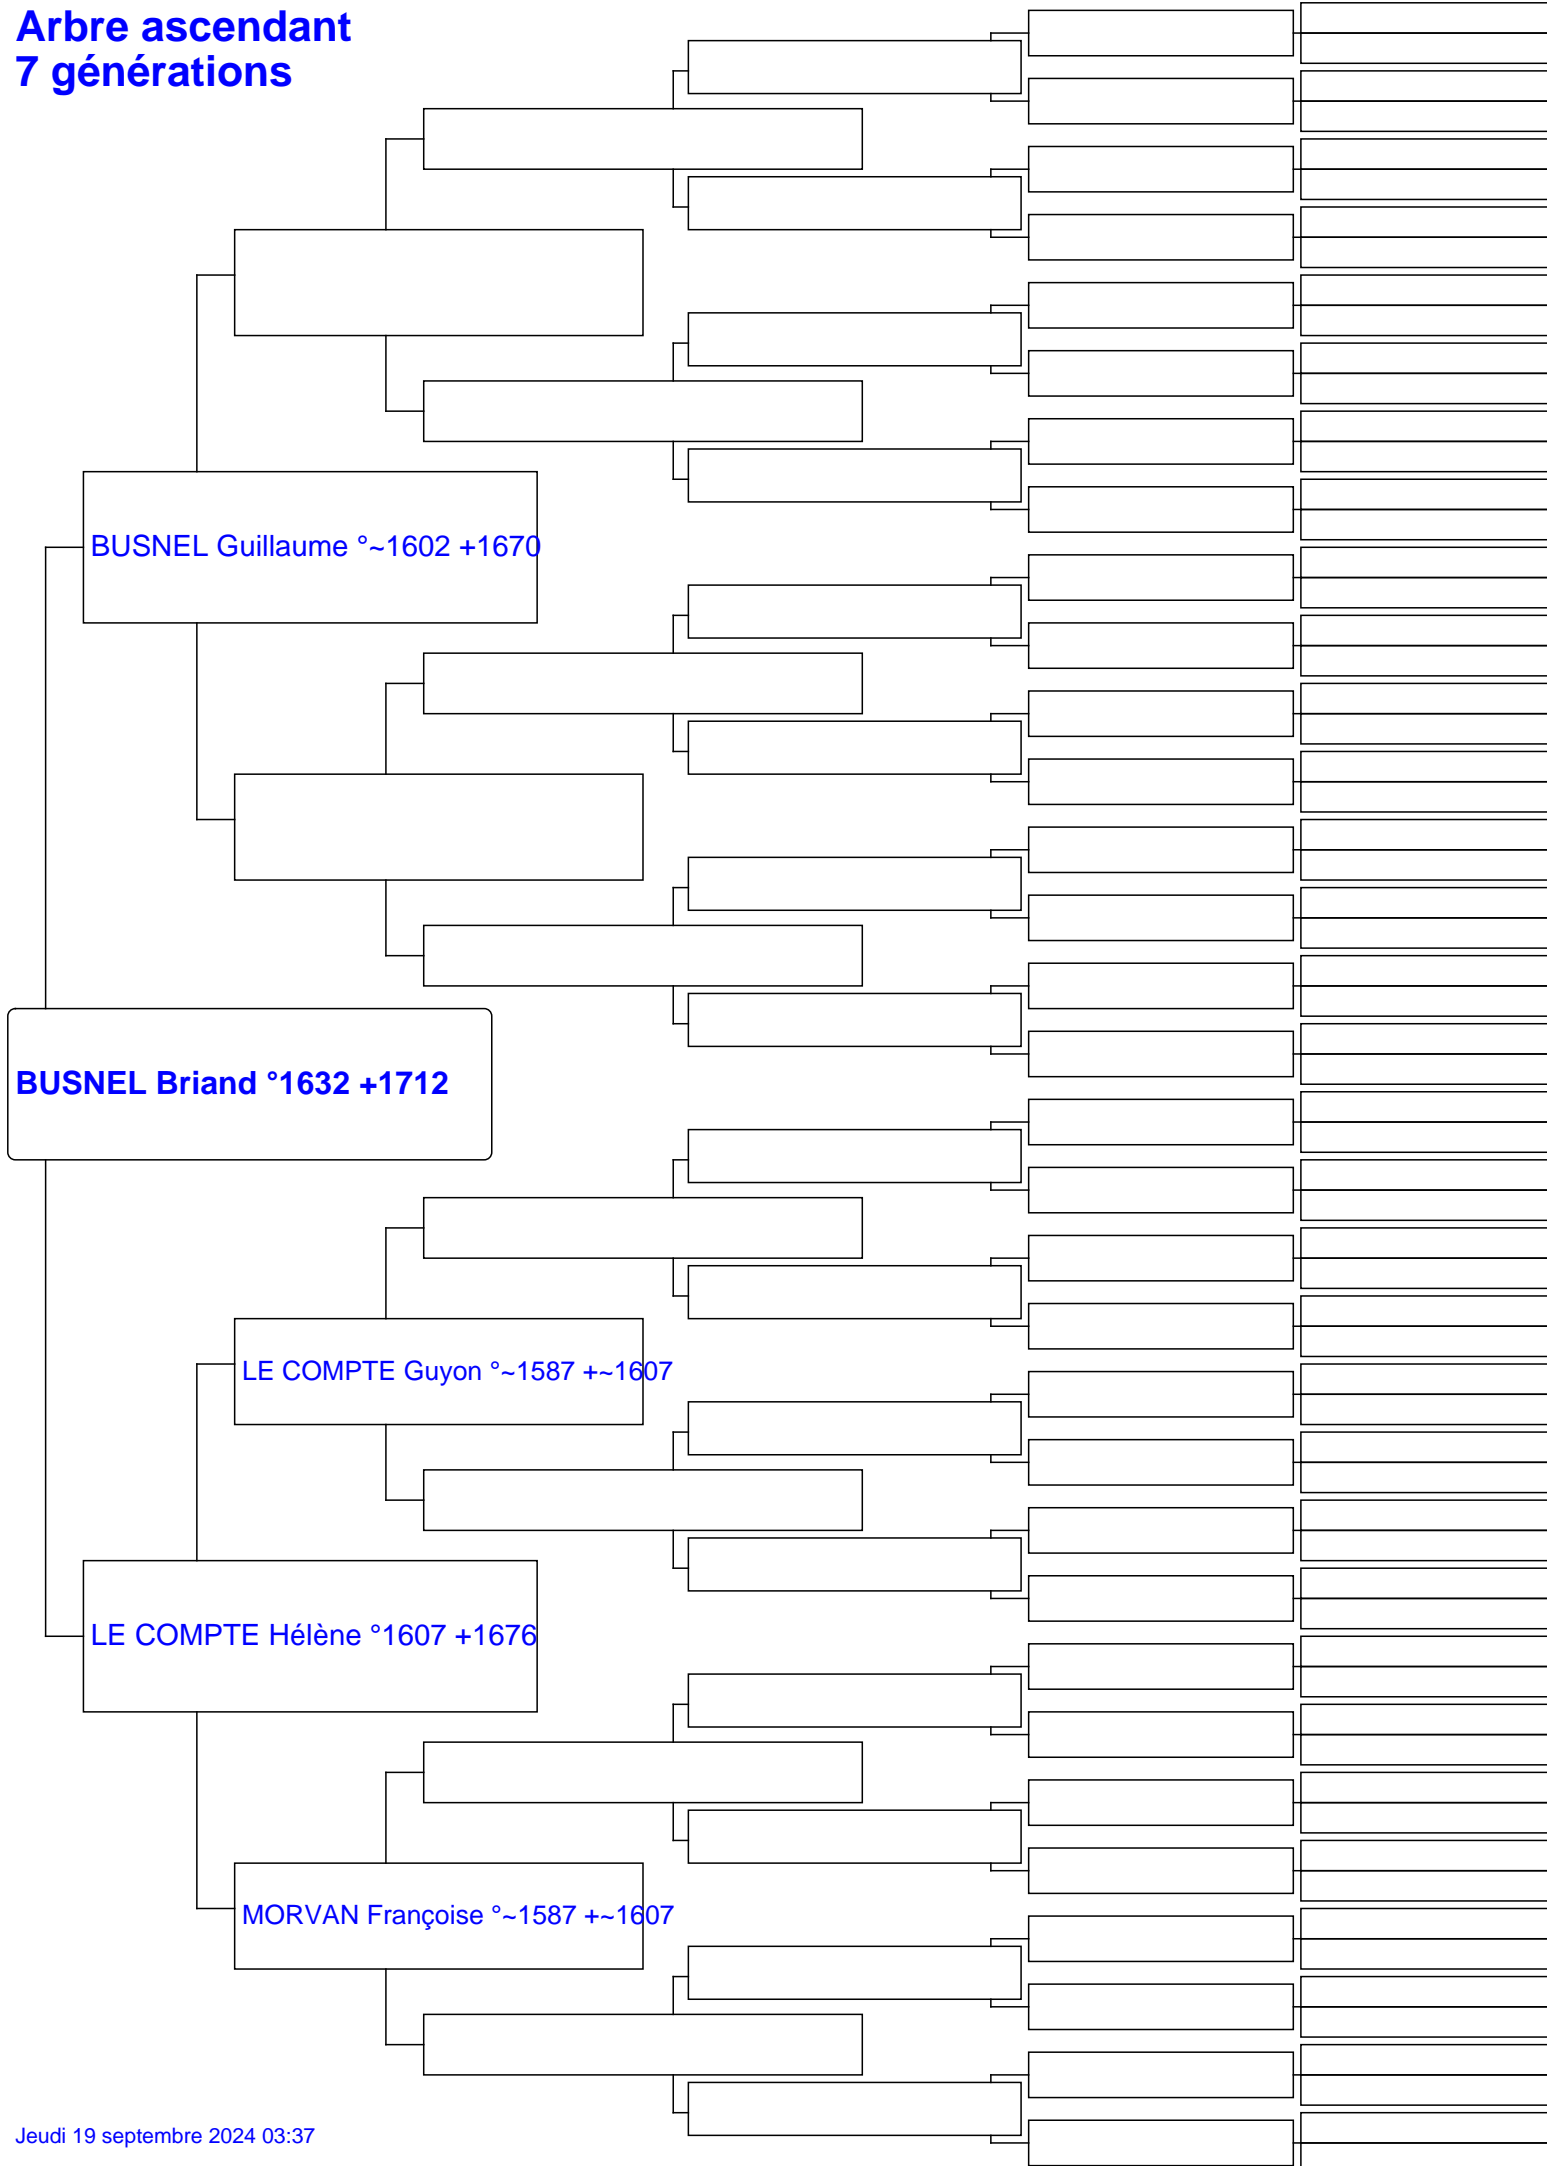 Arbre ascendant
7 générations
BUSNEL Guillaume °~1602 +1670
BUSNEL Briand °1632 +1712
LE COMPTE Guyon °~1587 +~1607
LE COMPTE Hélène °1607 +1676
MORVAN Françoise °~1587 +~1607
Jeudi 19 septembre 2024 03:37